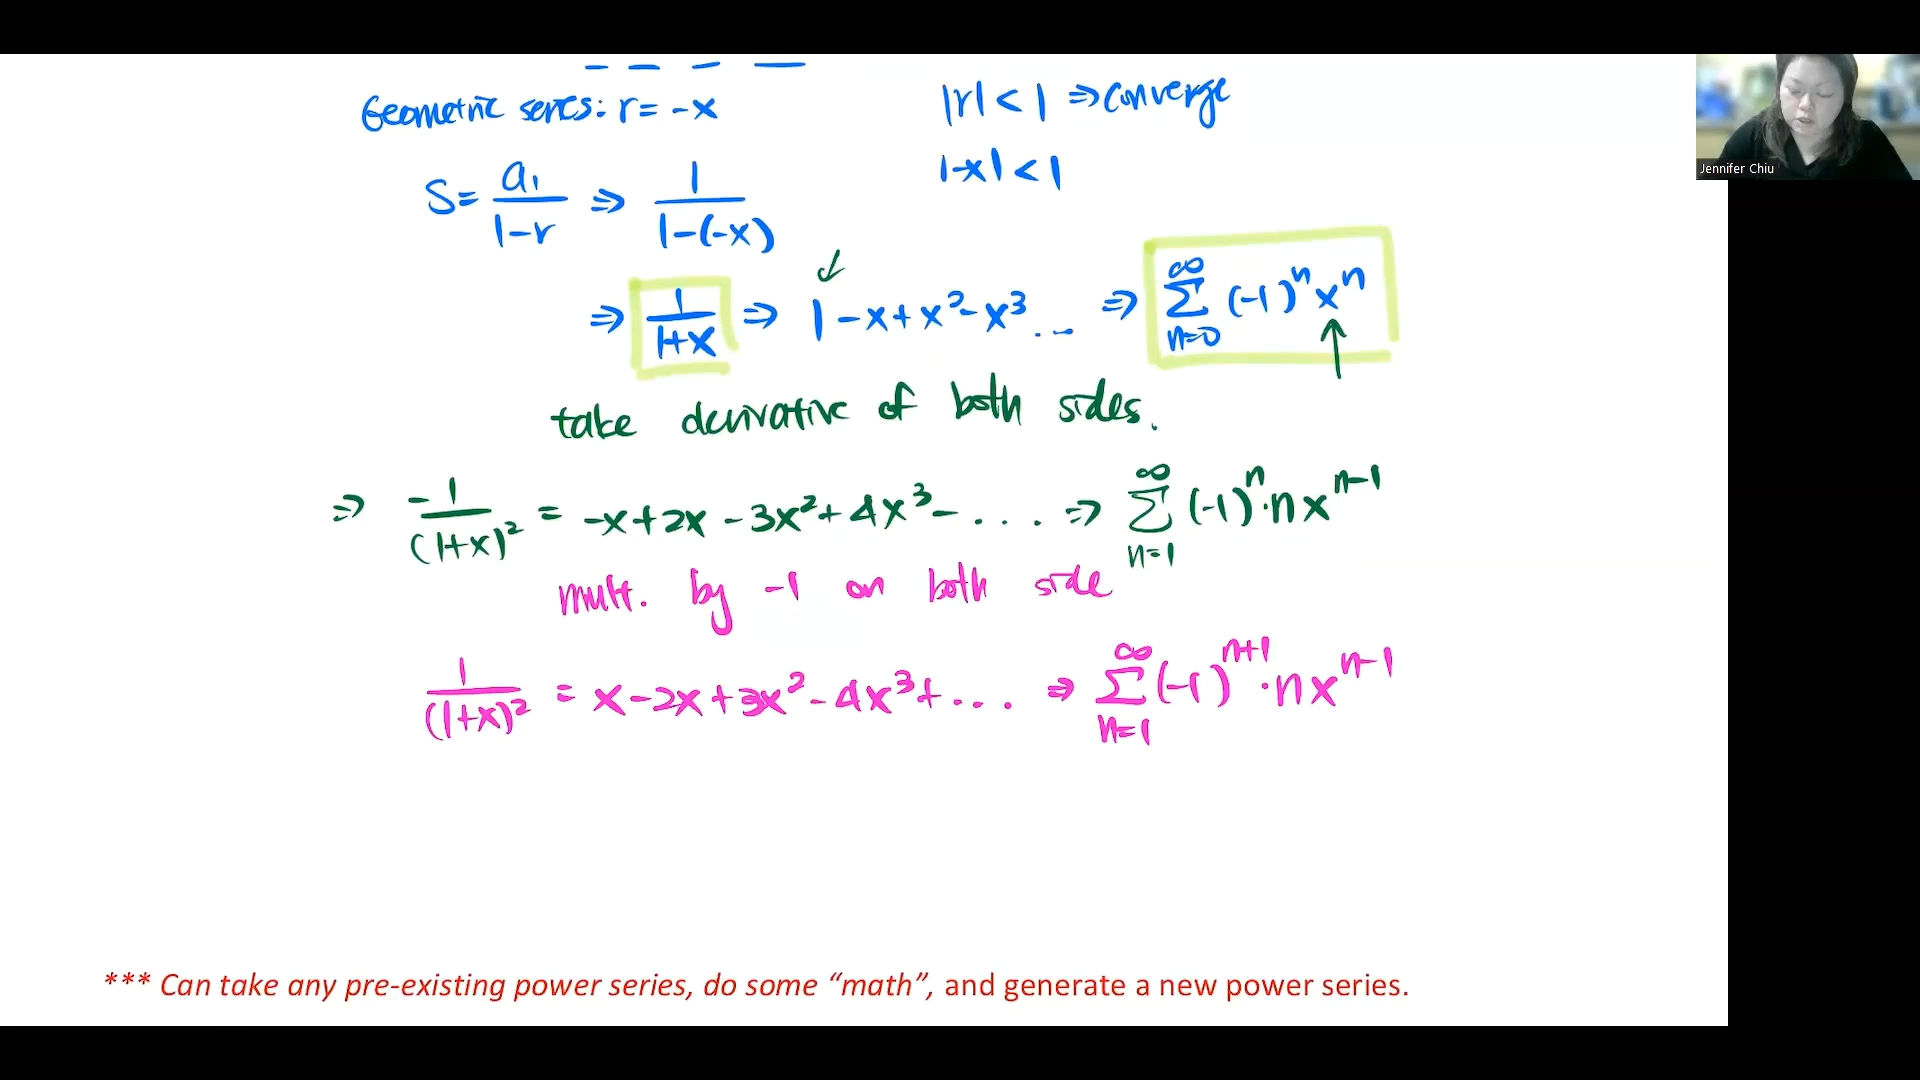 Geometric series: r = -x |r| < 1 ⇒ converge
S = a₁/(1-r) ⇒ 1/(1-(-x)) |-x| < 1
⇒ 1/(1+x) ⇒ 1 - x + x² - x³ ... ⇒ ∑_{n=0}^{∞} (-1)^n x^n
take derivative of both sides.
⇒ -1/(1+x)² = -x + 2x - 3x² + 4x³ - .... ⇒ ∑_{n=1}^{∞} (-1)^n · n x^{n-1}
mult. by -1 on both side
1/(1+x)² = x - 2x + 3x² - 4x³ + .... ⇒ ∑_{n=1}^{∞} (-1)^{n+1} · n x^{n-1}
*** Can take any pre-existing power series, do some “math”, and generate a new power series.
Jennifer Chiu